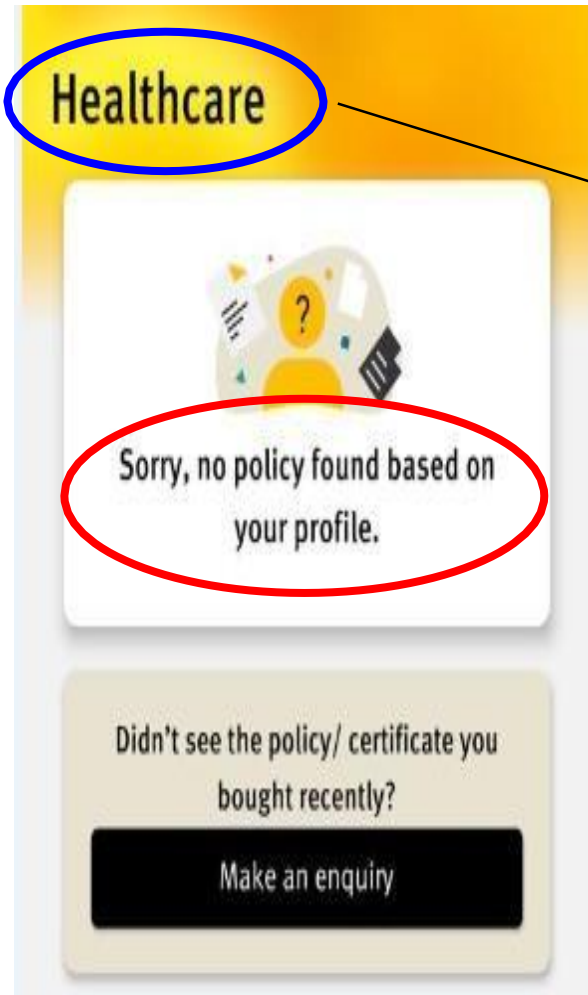 Healthcare
?
Sorry, no policy found based on
your profile.
Didn't see the policy/ certificate you
bought recently?
Make an enquiry